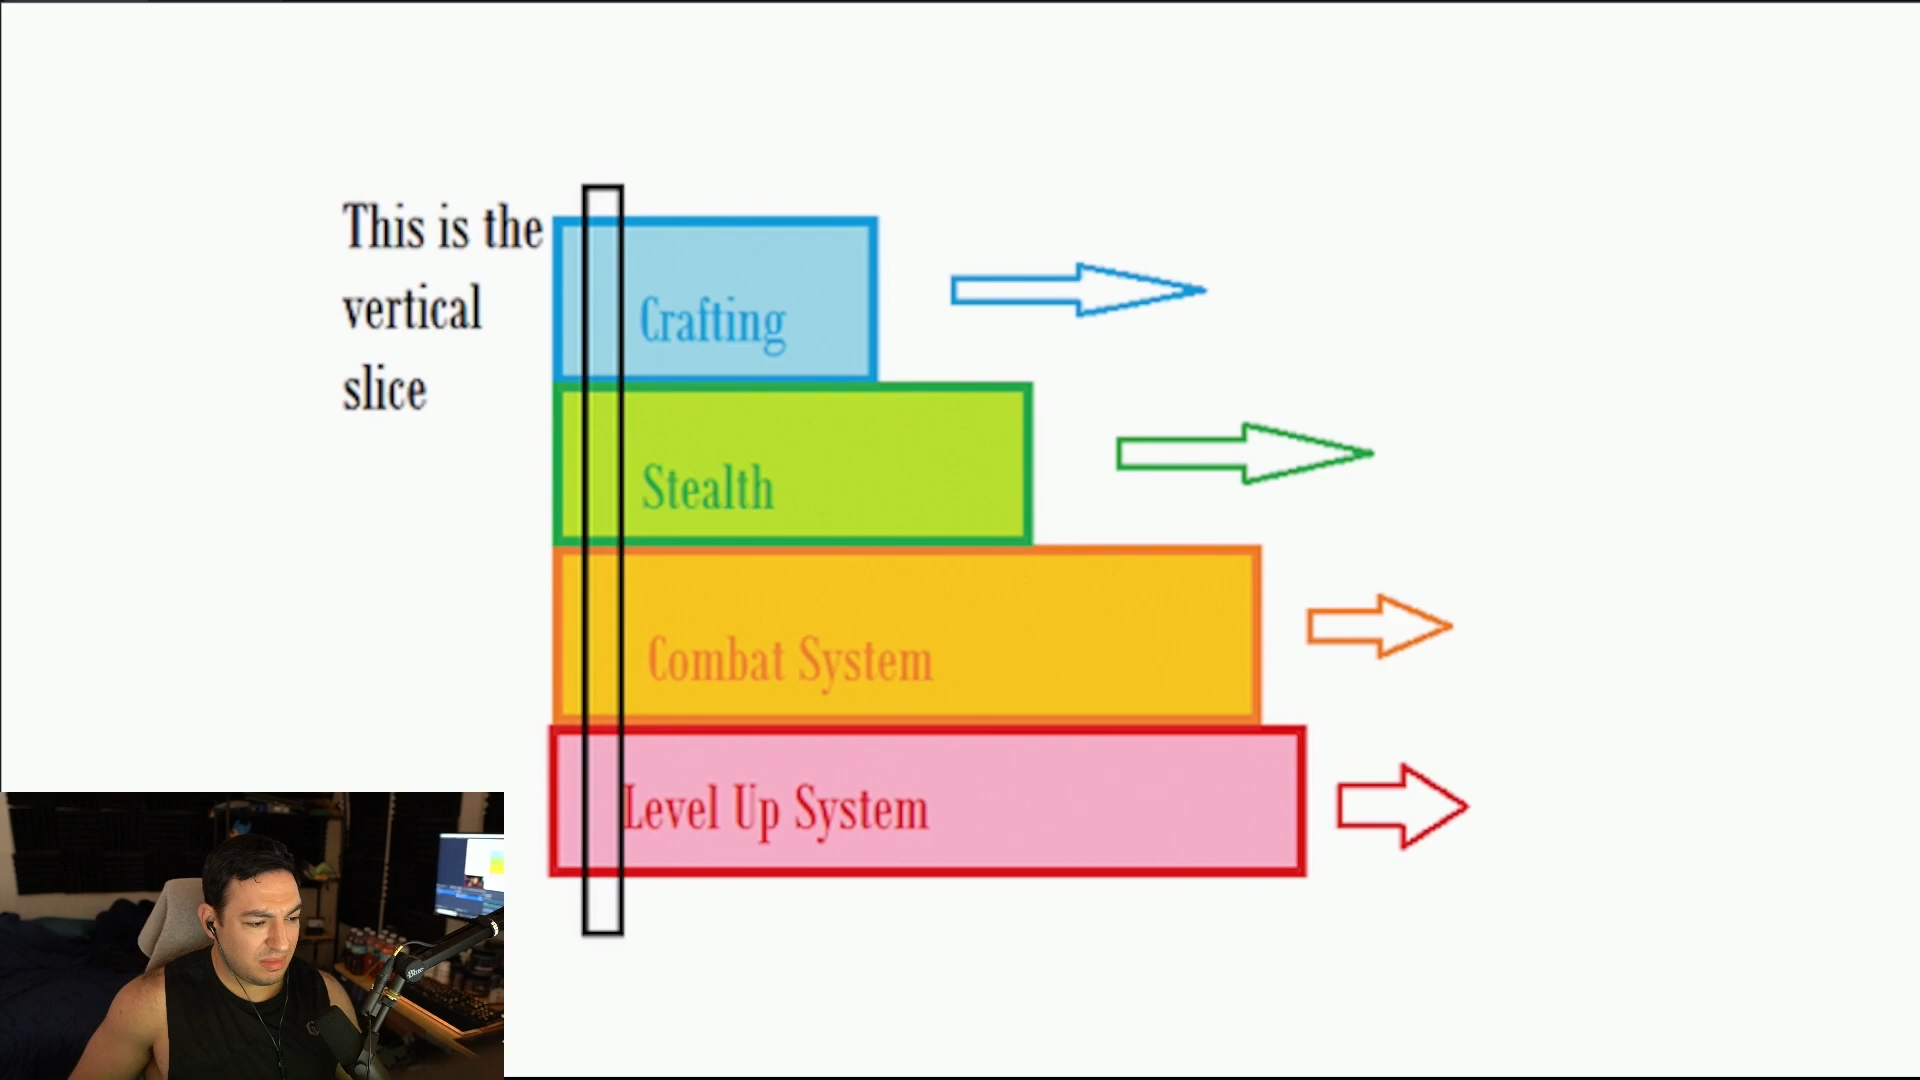 This is the
vertical
slice
Crafting
Stealth
Combat System
Level Up System